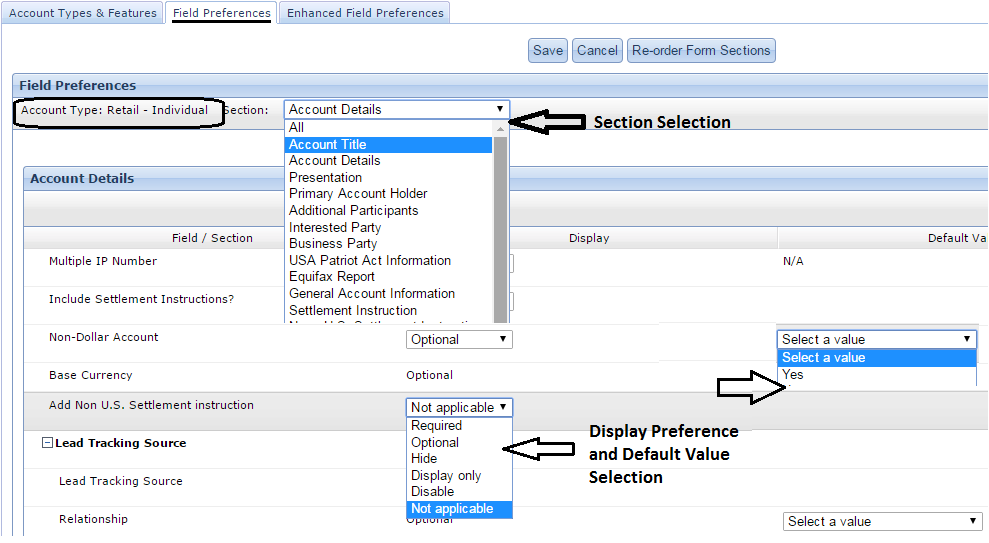 Account Types & Features
Field Preferences
Enhanced Field Preferences
Save
Cancel
Re-order Form Sections
Field Preferences
Account Type: Retail - Individual
Section:
Account Details
All
Account Title
Account Details
Presentation
Primary Account Holder
Additional Participants
Interested Party
Business Party
USA Patriot Act Information
Equifax Report
General Account Information
Settlement Instruction
Section Selection
Account Details
Field / Section
Display
Default Va
Multiple IP Number
N/A
Include Settlement Instructions?
Non-Dollar Account
Optional
Select a value
Select a value
Yes
Base Currency
Optional
Add Non U.S. Settlement instruction
Not applicable
Required
Optional
Hide
Display only
Disable
Not applicable
Display Preference
and Default Value
Selection
Lead Tracking Source
Lead Tracking Source
Relationship
Optional
Select a value